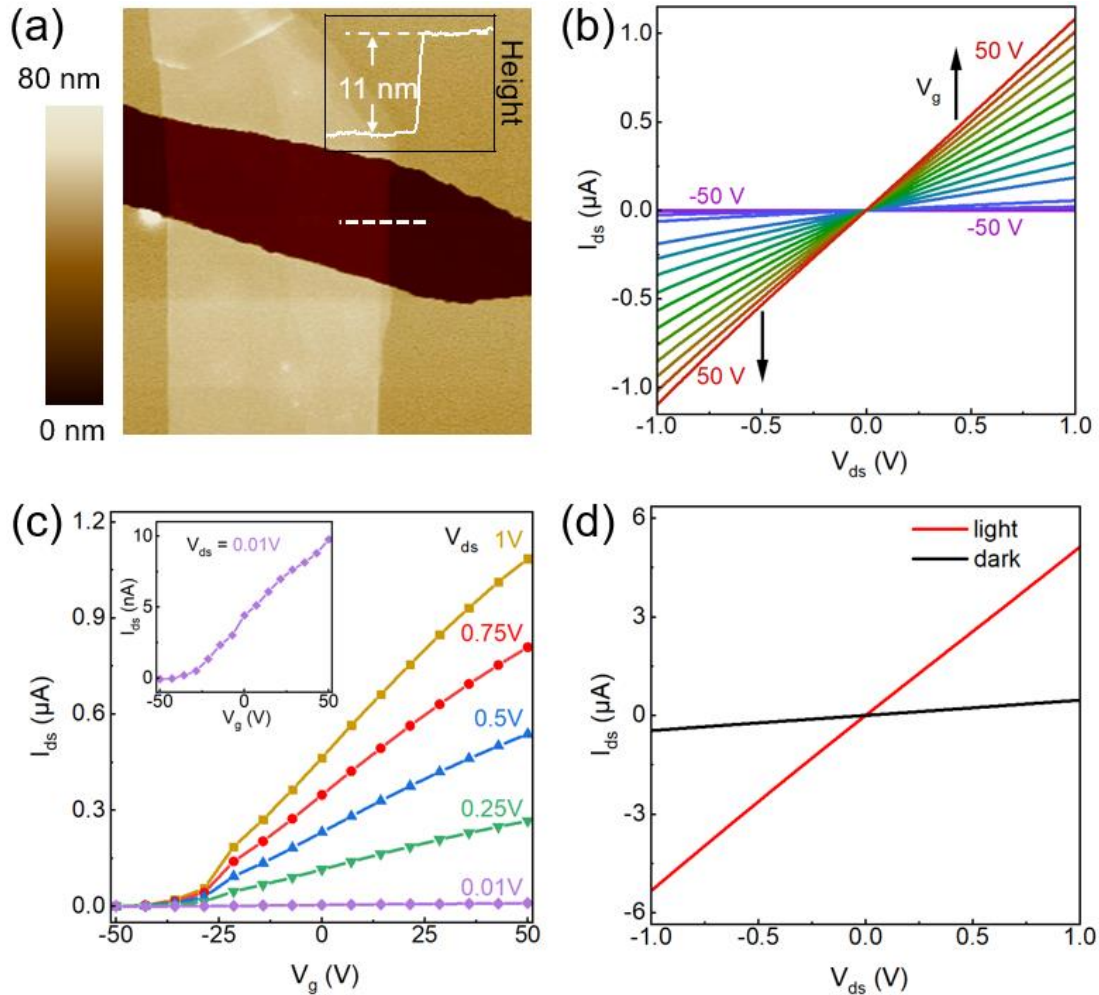 (a)
80 nm
0 nm
11 nm
Height
(b)
1.0
0.5
0.0
-0.5
-1.0
I_ds (μA)
50 V
V_g
-50 V
-50 V
50 V
-1.0 -0.5 0.0 0.5 1.0
V_ds (V)
(c)
1.2
0.9
0.6
0.3
0.0
I_ds (μA)
10
5
0
I_ds (nA)
V_ds = 0.01V
-50 0 50
V_g (V)
V_ds
1V
0.75V
0.5V
0.25V
0.01V
-50 -25 0 25 50
V_g (V)
(d)
6
3
0
-3
-6
I_ds (μA)
light
dark
-1.0 -0.5 0.0 0.5 1.0
V_ds (V)